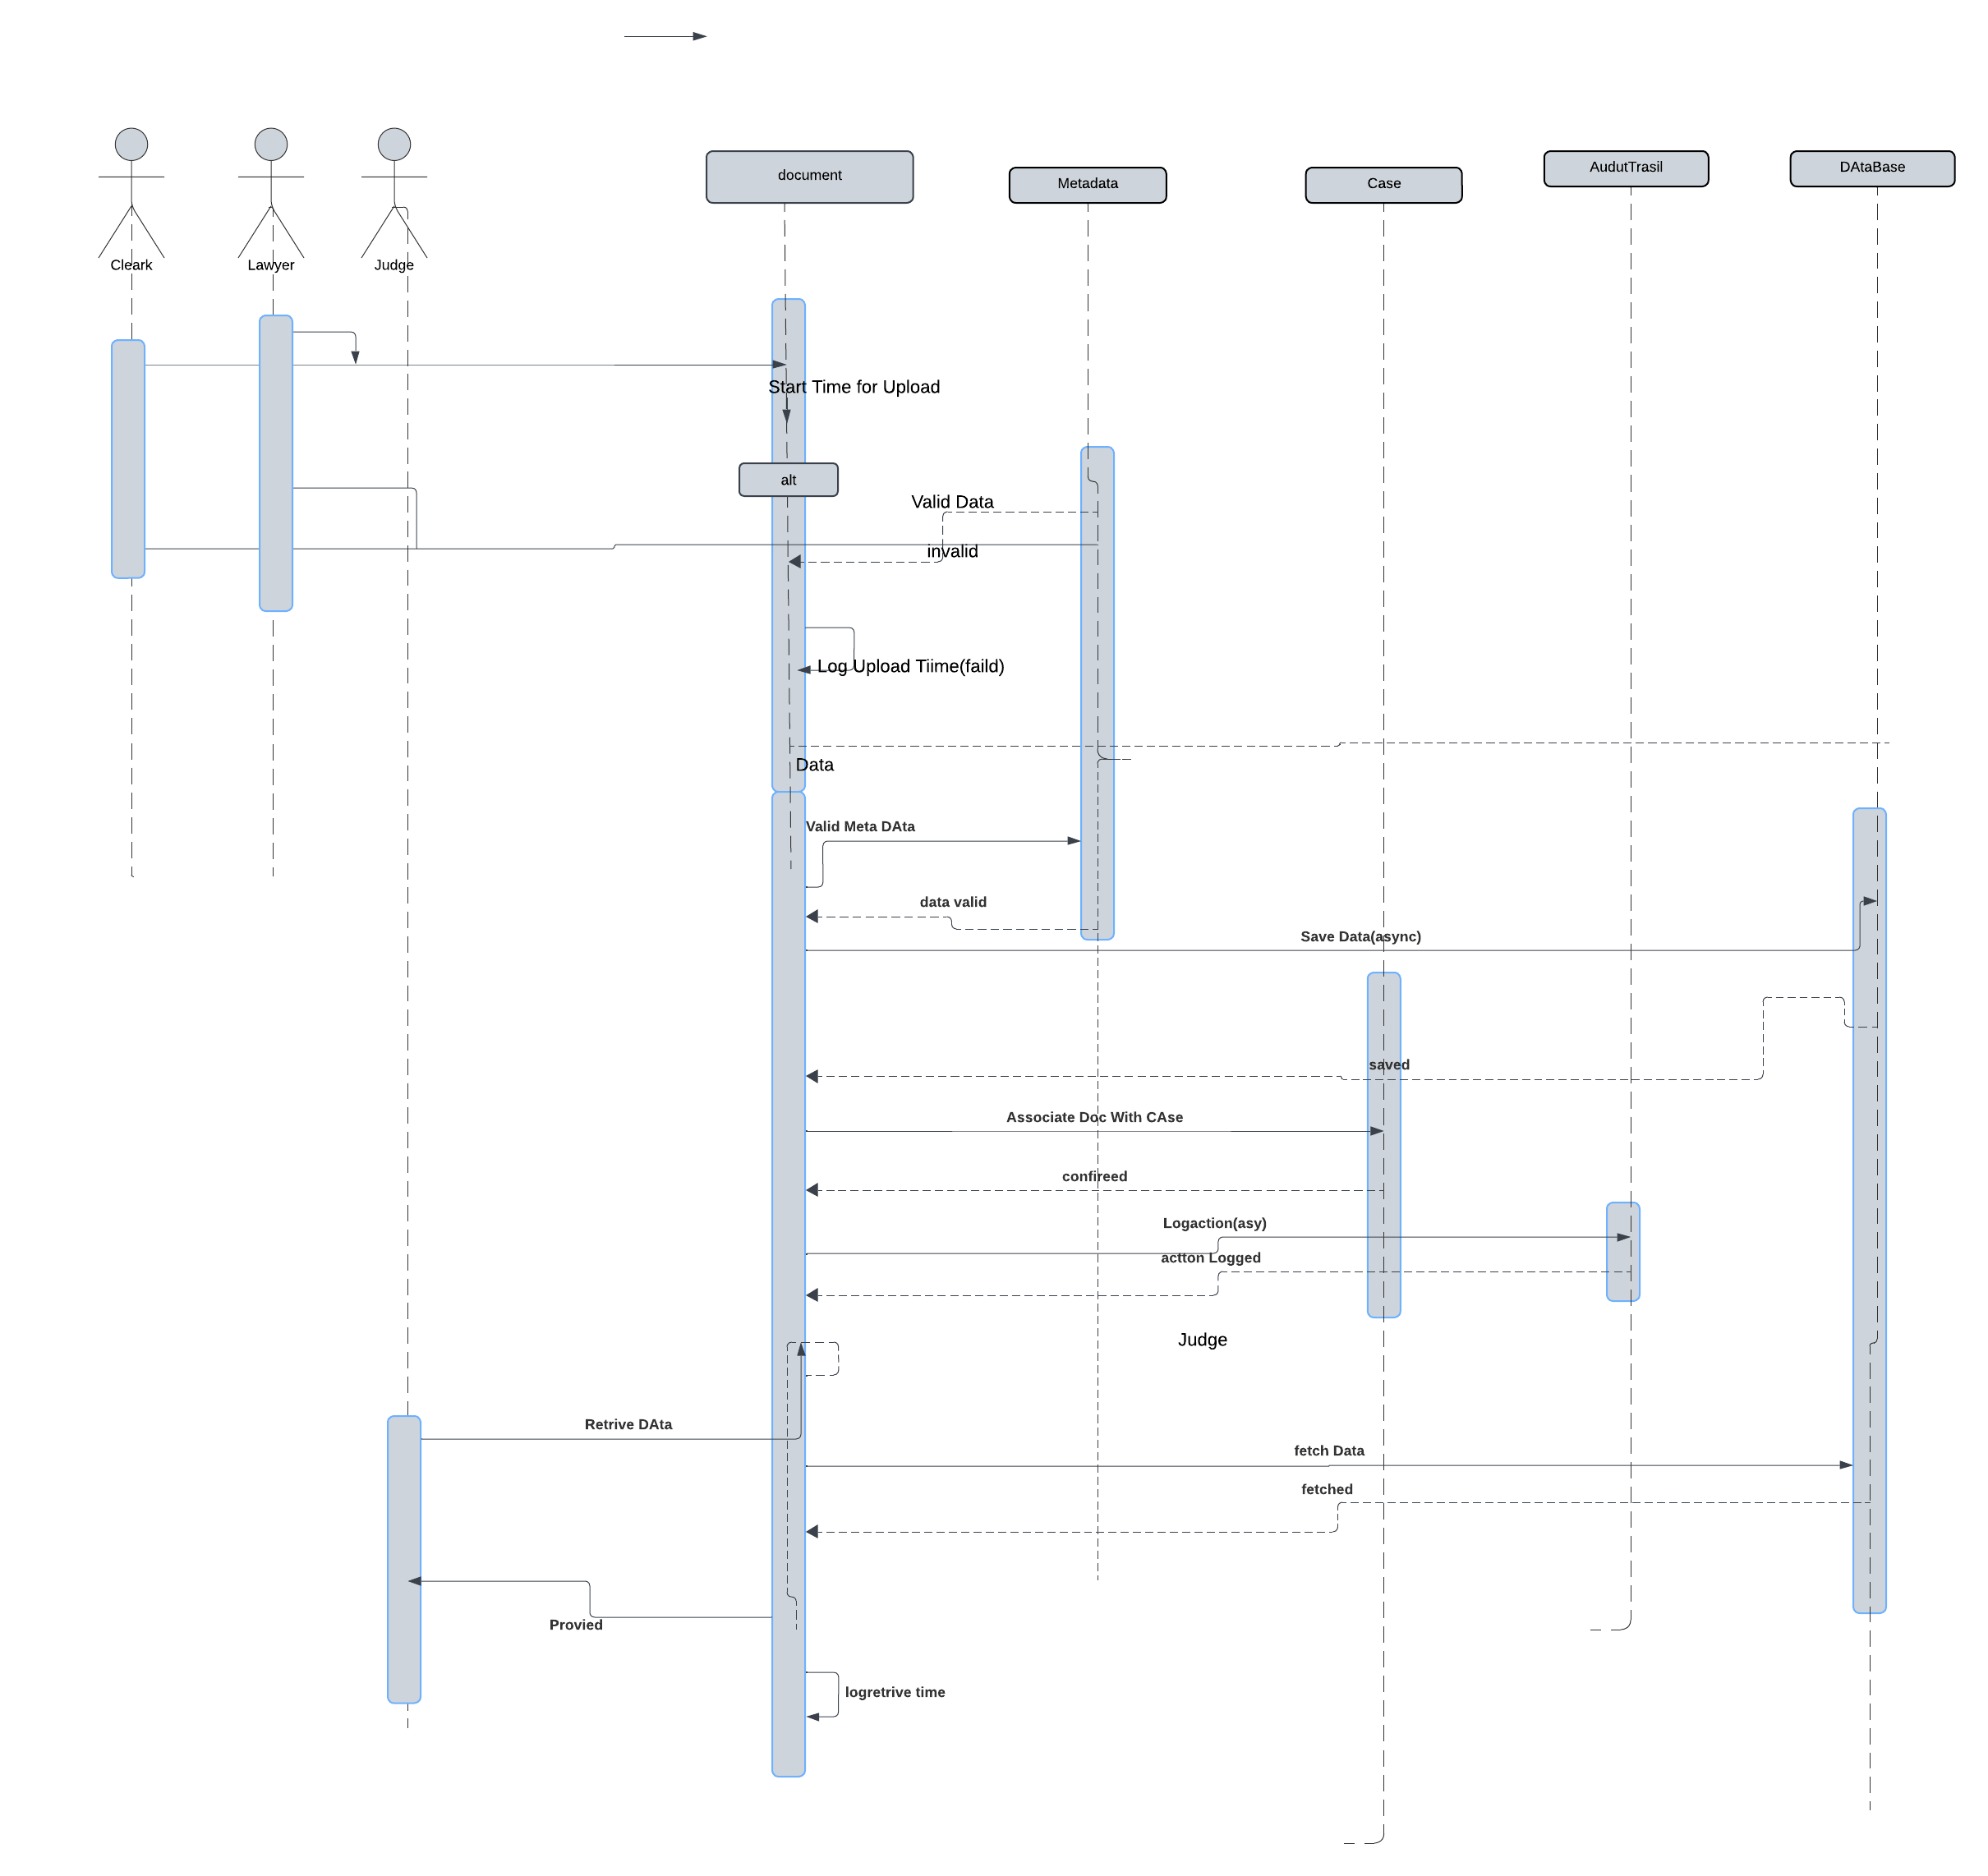 document
Metadata
Case
AudutTrasil
DAtaBase
Cleark
Lawyer
Judge
Start Time for Upload
alt
Valid Data
invalid
Log Upload Tiime(faild)
Data
Valid Meta DAta
data valid
Save Data(async)
saved
Associate Doc With CAse
confireed
Logaction(asy)
actton Logged
Judge
Retrive DAta
fetch Data
fetched
Provied
logretrive time